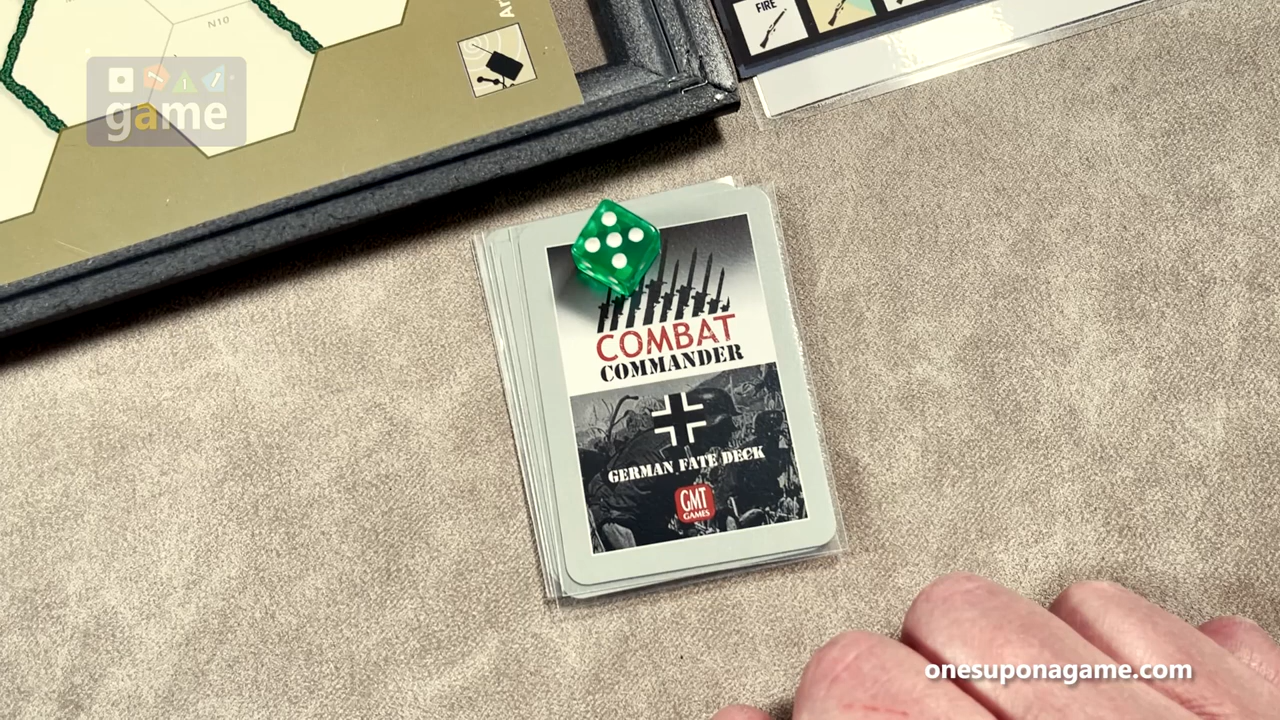 N10
FIRE
game
COMBAT
COMMANDER
GERMAN FATE DECK
GMT
GAMES
onesuponagame.com